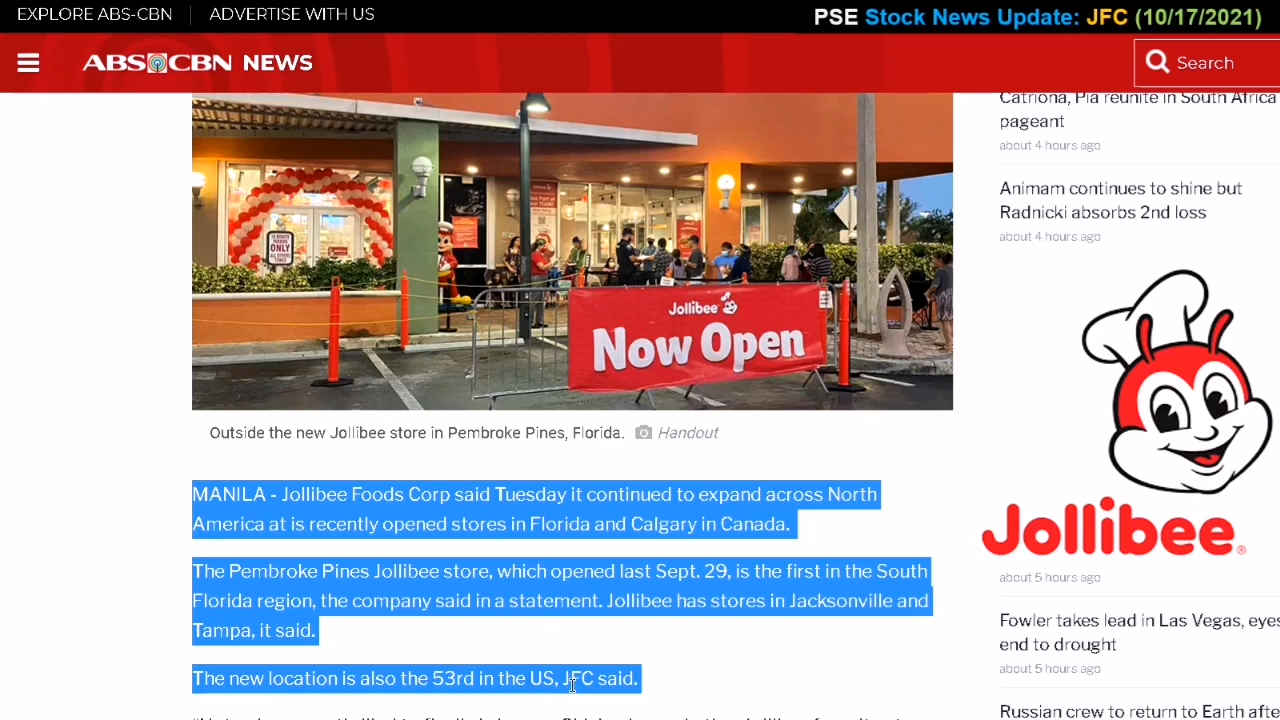 EXPLORE ABS-CBN
ADVERTISE WITH US
PSE Stock News Update: JFC (10/17/2021)
ABS CBN NEWS
Search
Jollibee
Now Open
ONLY
Outside the new Jollibee store in Pembroke Pines, Florida. Handout
MANILA - Jollibee Foods Corp said Tuesday it continued to expand across North
America at is recently opened stores in Florida and Calgary in Canada.
The Pembroke Pines Jollibee store, which opened last Sept. 29, is the first in the South
Florida region, the company said in a statement. Jollibee has stores in Jacksonville and
Tampa, it said.
The new location is also the 53rd in the US, JFC said.
Catriona, Pia reunite in South Africa
pageant
about 4 hours ago
Animam continues to shine but
Radnicki absorbs 2nd loss
about 4 hours ago
Jollibee®
about 5 hours ago
Fowler takes lead in Las Vegas, eyes
end to drought
about 5 hours ago
Russian crew to return to Earth afte